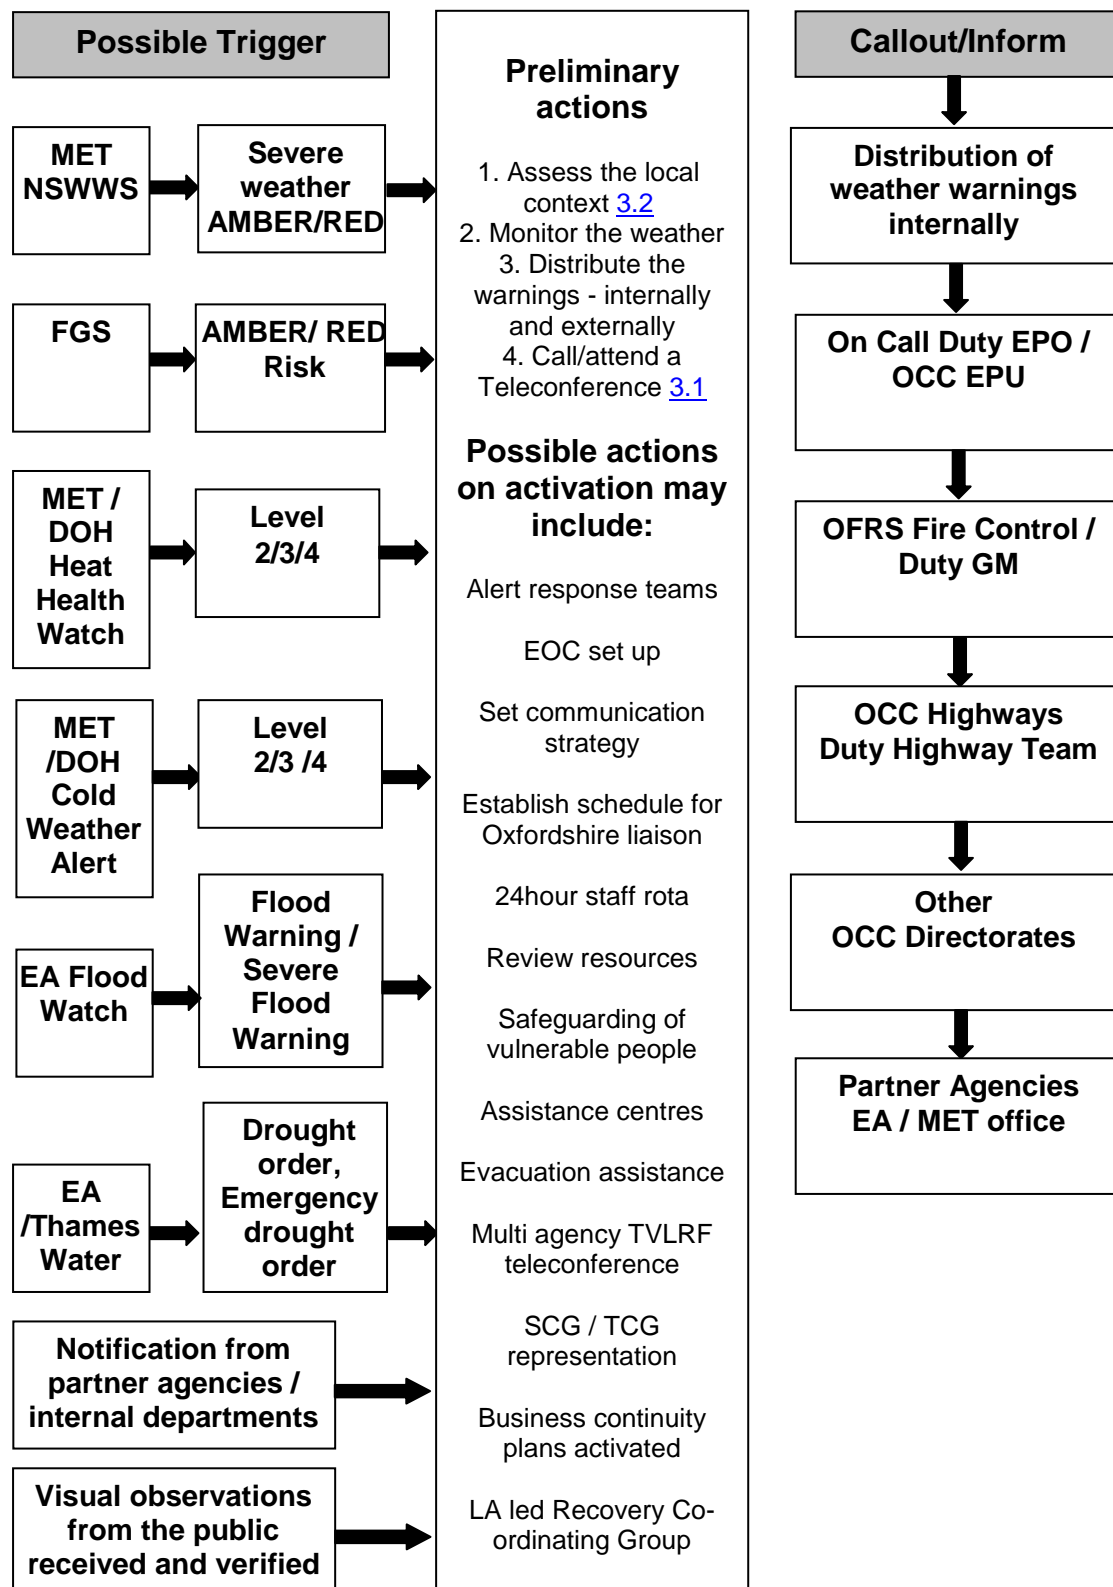 Possible Trigger
MET
NSWWS
Severe
weather
AMBER/RED
FGS
AMBER/ RED
Risk
MET /
DOH
Heat
Health
Watch
Level
2/3/4
MET
/DOH
Cold
Weather
Alert
Level
2/3 /4
EA Flood
Watch
Flood
Warning /
Severe
Flood
Warning
EA
/Thames
Water
Drought
order,
Emergency
drought
order
Notification from
partner agencies /
internal departments
Visual observations
from the public
received and verified
Preliminary
actions
1. Assess the local
context 3.2
2. Monitor the weather
3. Distribute the
warnings - internally
and externally
4. Call/attend a
Teleconference 3.1
Possible actions
on activation may
include:
Alert response teams
EOC set up
Set communication
strategy
Establish schedule for
Oxfordshire liaison
24hour staff rota
Review resources
Safeguarding of
vulnerable people
Assistance centres
Evacuation assistance
Multi agency TVLRF
teleconference
SCG / TCG
representation
Business continuity
plans activated
LA led Recovery Co-
ordinating Group
Callout/Inform
Distribution of
weather warnings
internally
On Call Duty EPO /
OCC EPU
OFRS Fire Control /
Duty GM
OCC Highways
Duty Highway Team
Other
OCC Directorates
Partner Agencies
EA / MET office